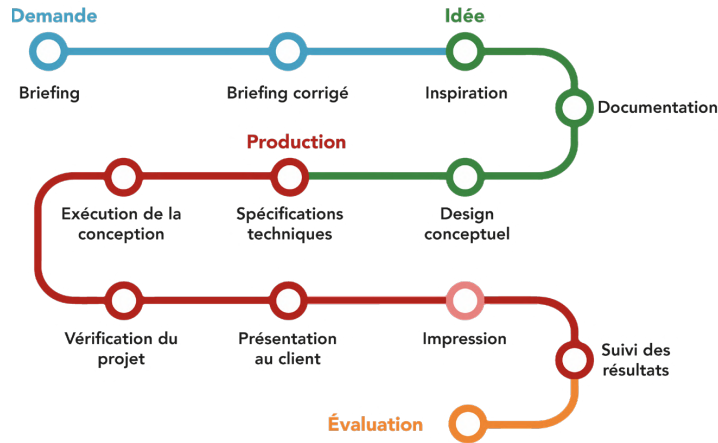 Demande
Idée
Briefing
Briefing corrigé
Inspiration
Documentation
Production
Exécution de la
conception
Spécifications
techniques
Design
conceptuel
Vérification du
projet
Présentation
au client
Impression
Suivi des
résultats
Évaluation